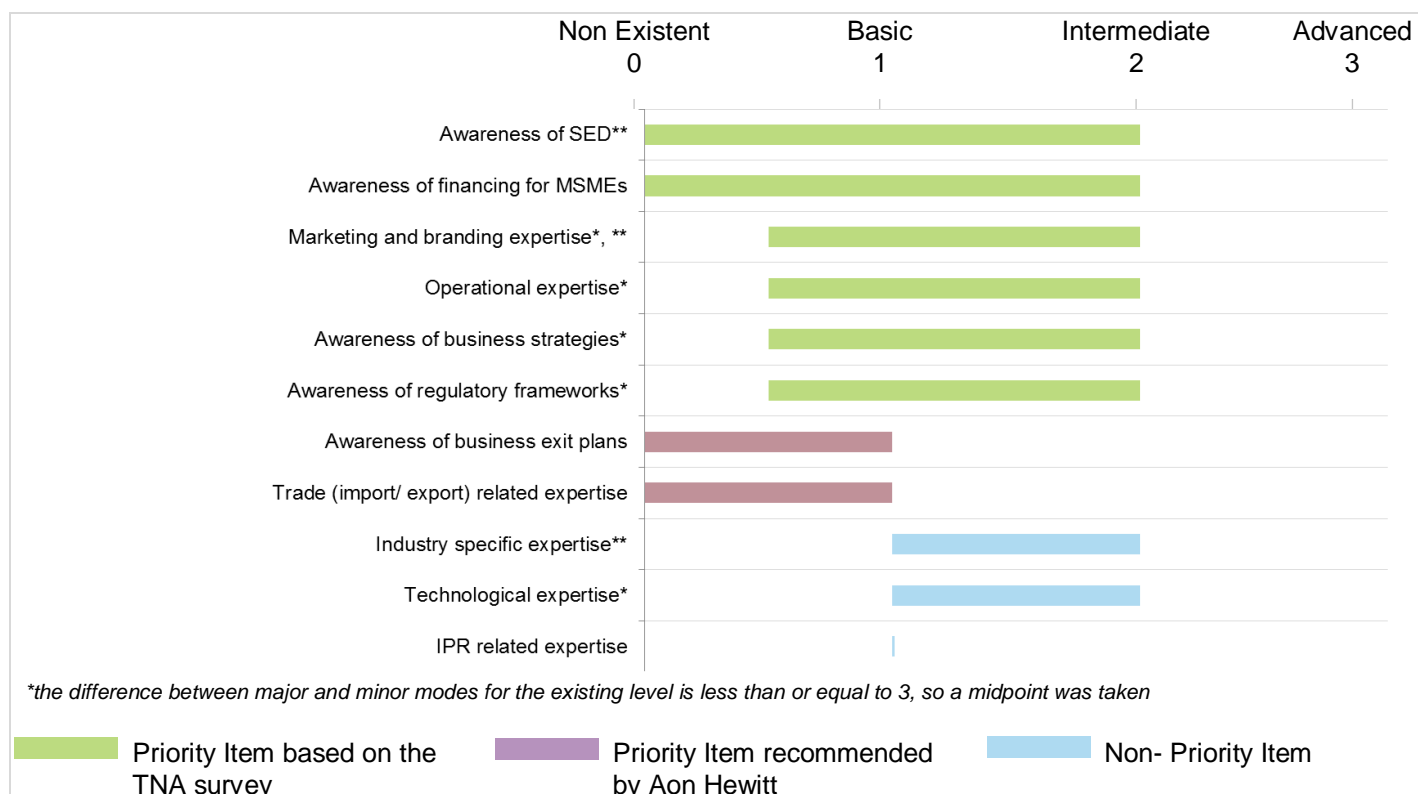 Non Existent Basic Intermediate Advanced
0 1 2 3
Awareness of SED**
Awareness of financing for MSMEs
Marketing and branding expertise*, **
Operational expertise*
Awareness of business strategies*
Awareness of regulatory frameworks*
Awareness of business exit plans
Trade (import/ export) related expertise
Industry specific expertise**
Technological expertise*
IPR related expertise
*the difference between major and minor modes for the existing level is less than or equal to 3, so a midpoint was taken
Priority Item based on the
TNA survey
Priority Item recommended
by Aon Hewitt
Non- Priority Item